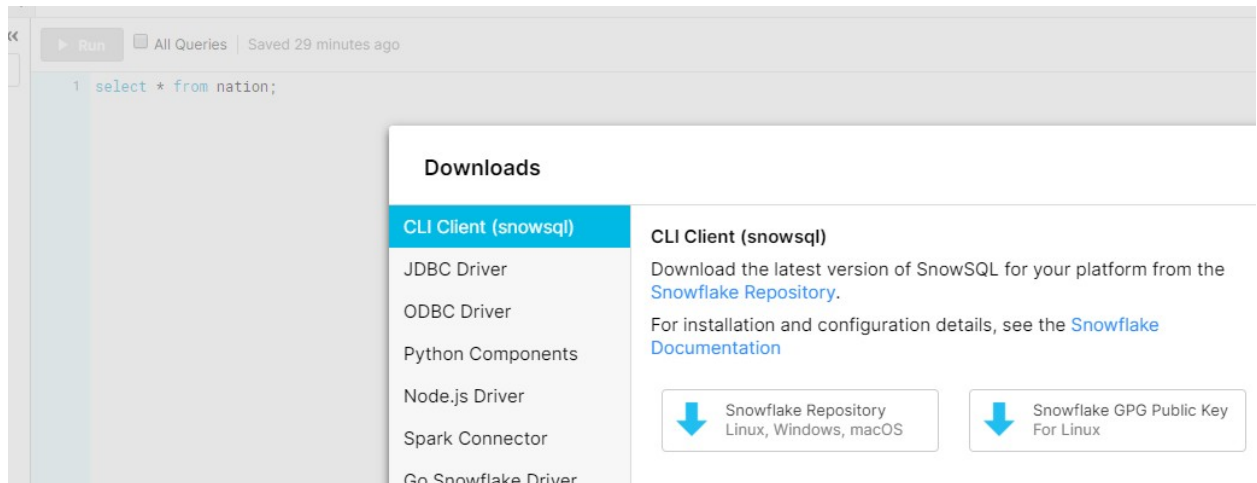 Run All Queries Saved 29 minutes ago
1 select * from nation;
Downloads
CLI Client (snowsql)
JDBC Driver
ODBC Driver
Python Components
Node.js Driver
Spark Connector
Go Snowflake Driver
CLI Client (snowsql)
Download the latest version of SnowSQL for your platform from the
Snowflake Repository.
For installation and configuration details, see the Snowflake
Documentation
Snowflake Repository
Linux, Windows, macOS
Snowflake GPG Public Key
For Linux